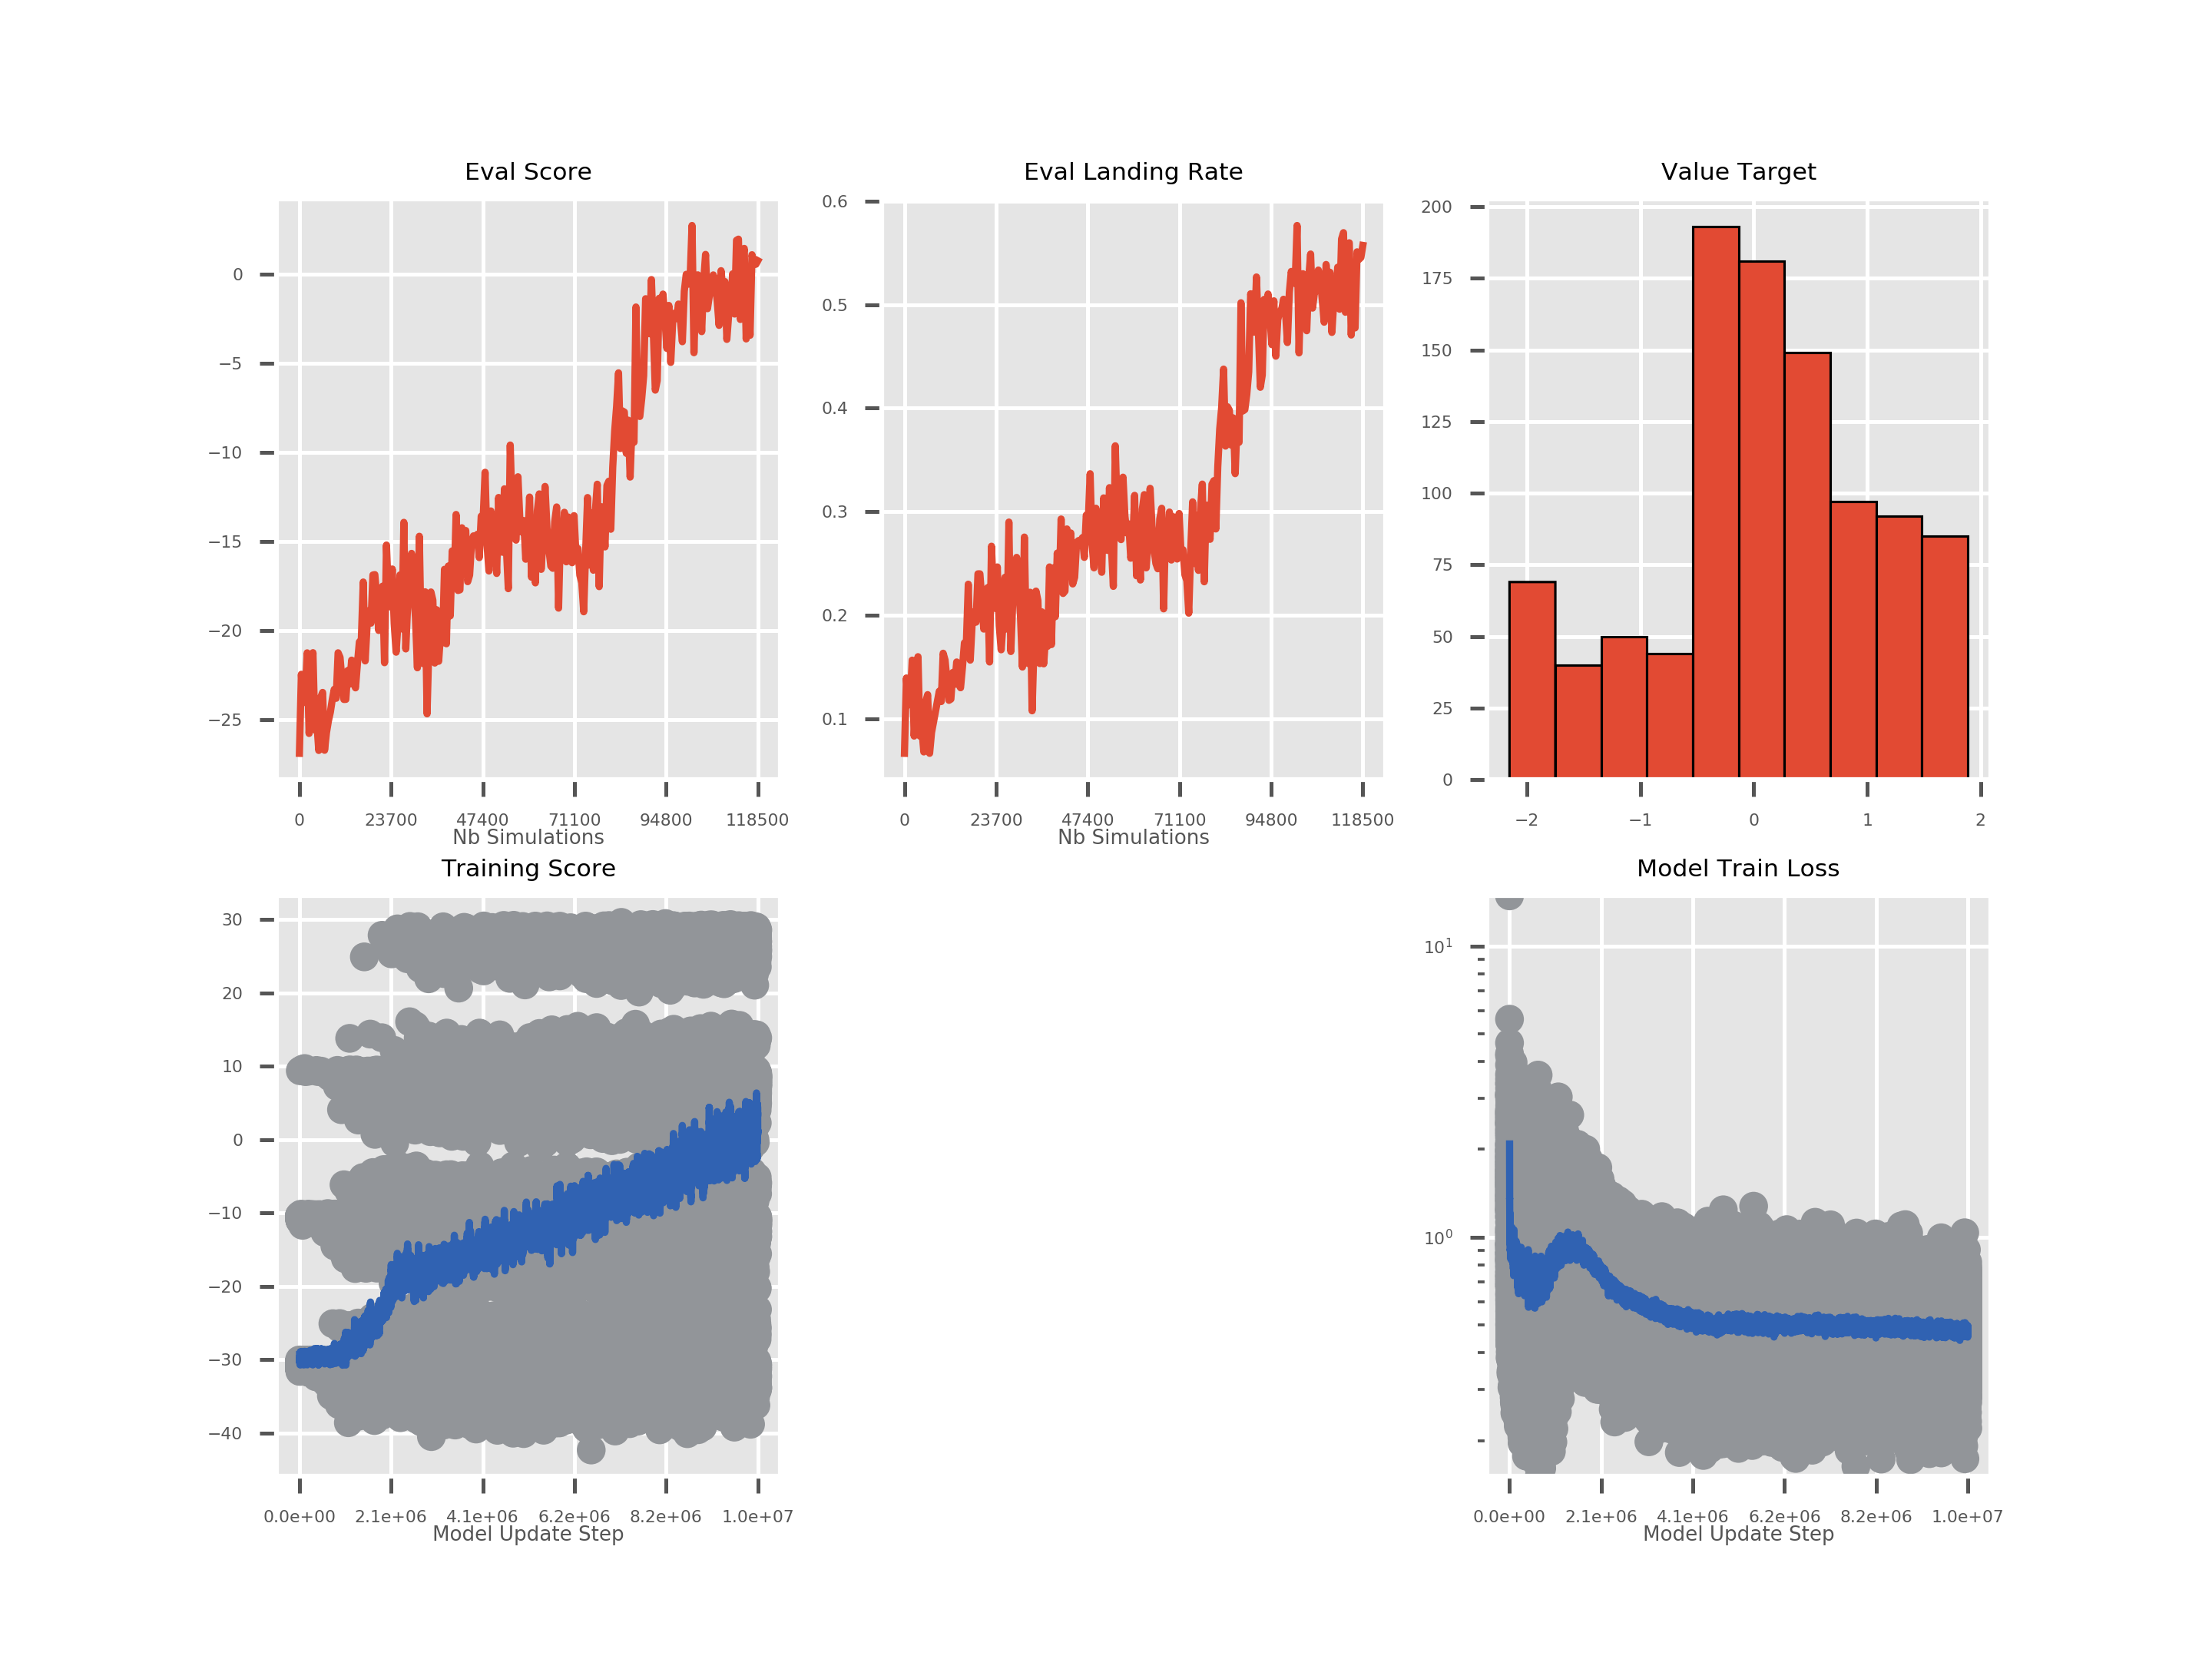 Eval Score
0
−5
−10
−15
−20
−25
0 23700 47400 71100 94800 118500
Nb Simulations
Eval Landing Rate
0.6
0.5
0.4
0.3
0.2
0.1
0 23700 47400 71100 94800 118500
Nb Simulations
Value Target
200
175
150
125
100
75
50
25
0
−2 −1 0 1 2
Training Score
30
20
10
0
−10
−20
−30
−40
0.0e+00 2.1e+06 4.1e+06 6.2e+06 8.2e+06 1.0e+07
Model Update Step
Model Train Loss
10¹
10⁰
0.0e+00 2.1e+06 4.1e+06 6.2e+06 8.2e+06 1.0e+07
Model Update Step